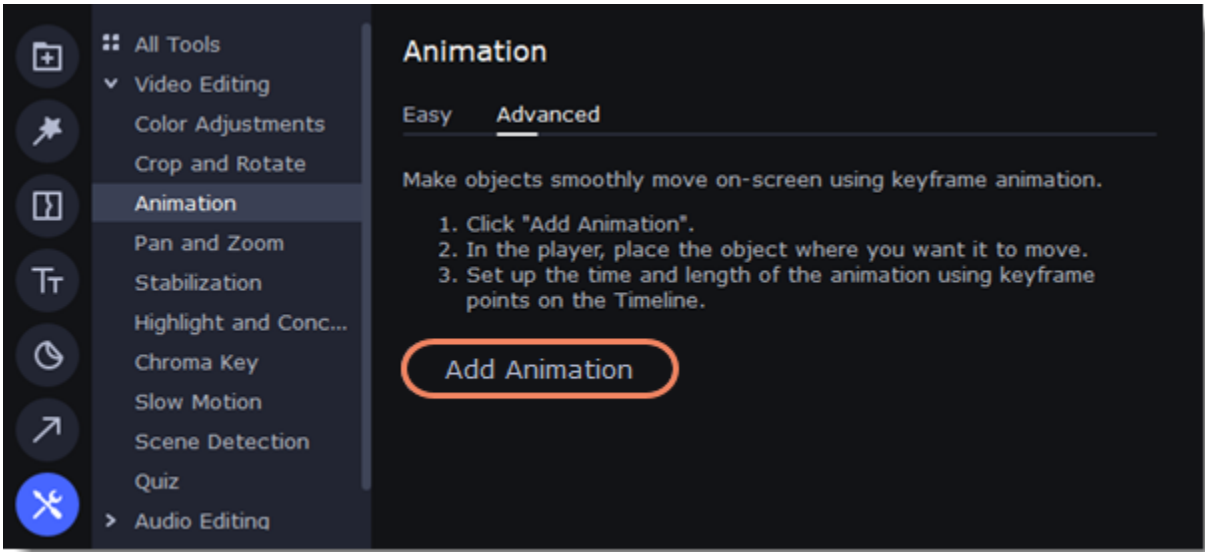 All Tools
Video Editing
Color Adjustments
Crop and Rotate
Animation
Pan and Zoom
Stabilization
Highlight and Conc...
Chroma Key
Slow Motion
Scene Detection
Quiz
Audio Editing
Animation
Easy Advanced
Make objects smoothly move on-screen using keyframe animation.
1. Click "Add Animation".
2. In the player, place the object where you want it to move.
3. Set up the time and length of the animation using keyframe
points on the Timeline.
Add Animation
Tт